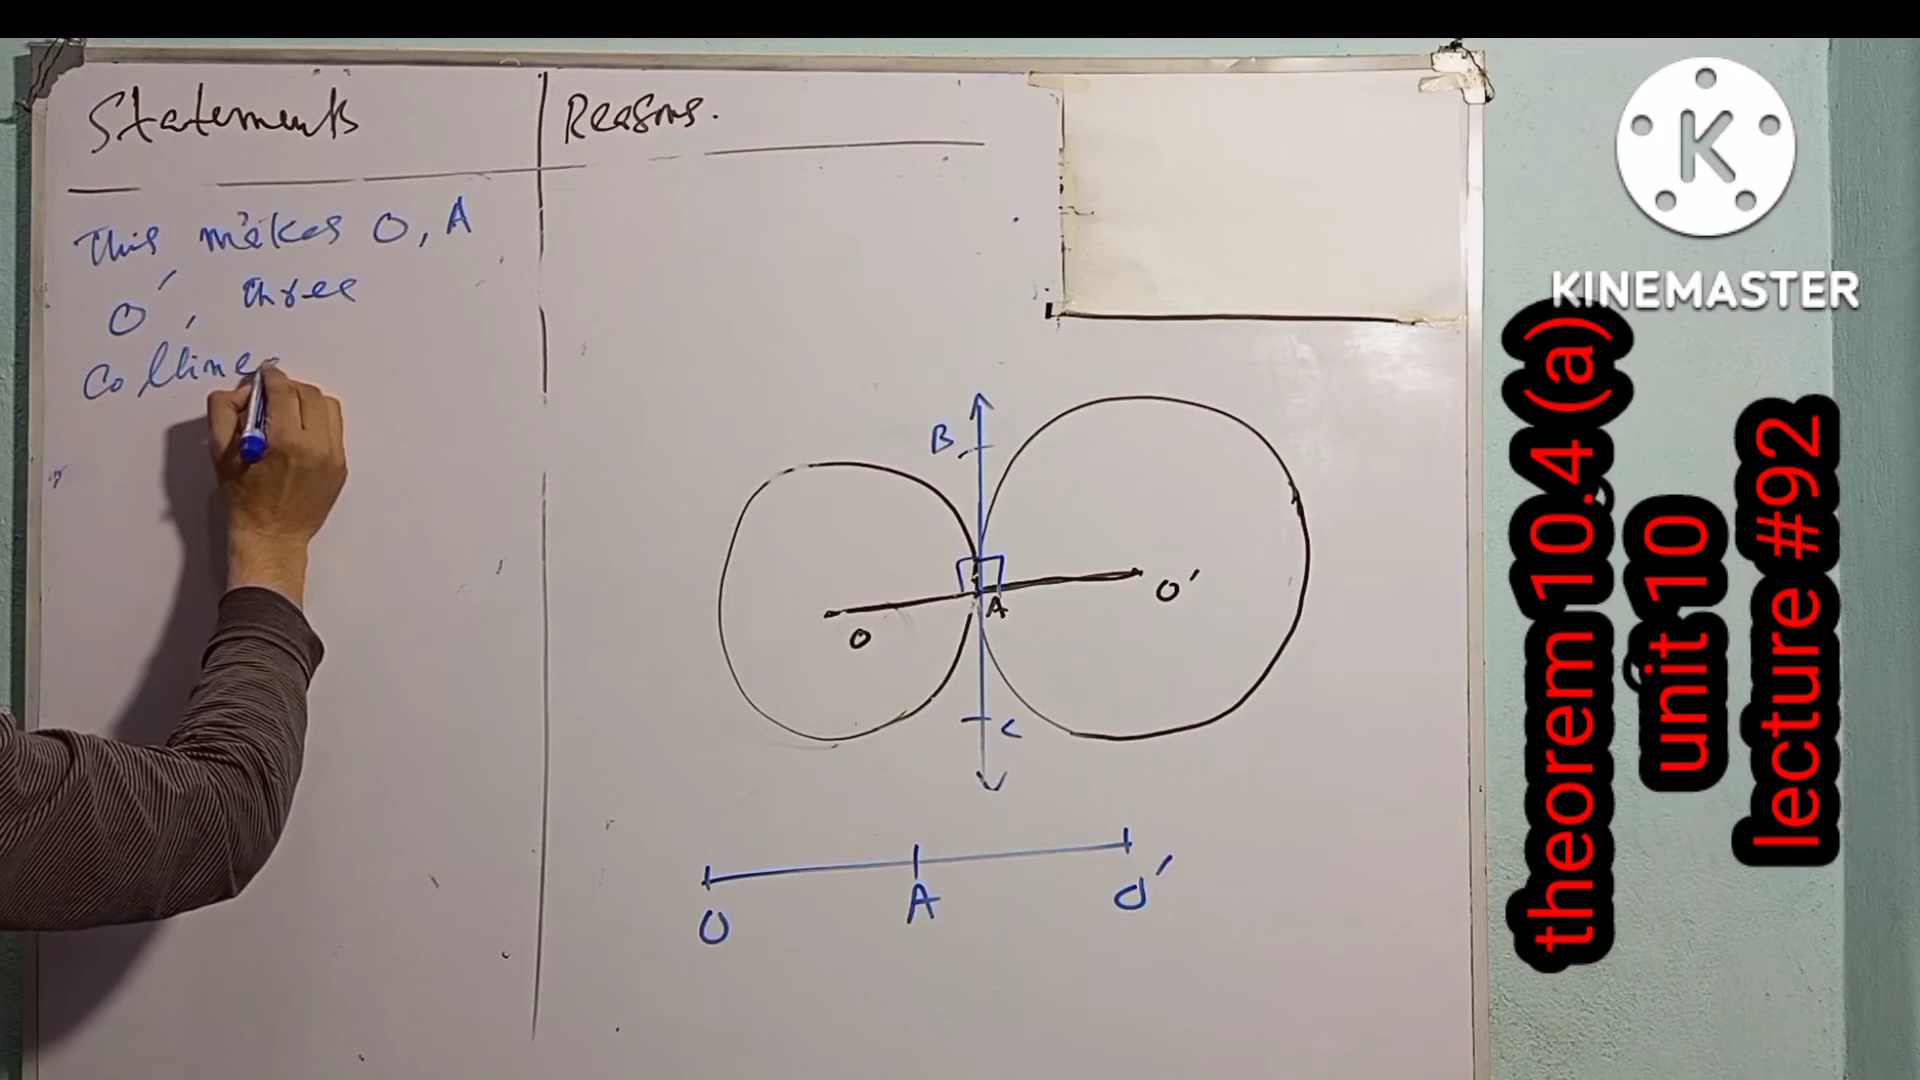 Statements
Reasons.
This makes O, A
O', three
Colline
B
A
O'
O
C
O
A
O'
K
KINEMASTER
theorem 10.4 (a)
unit 10
lecture #92